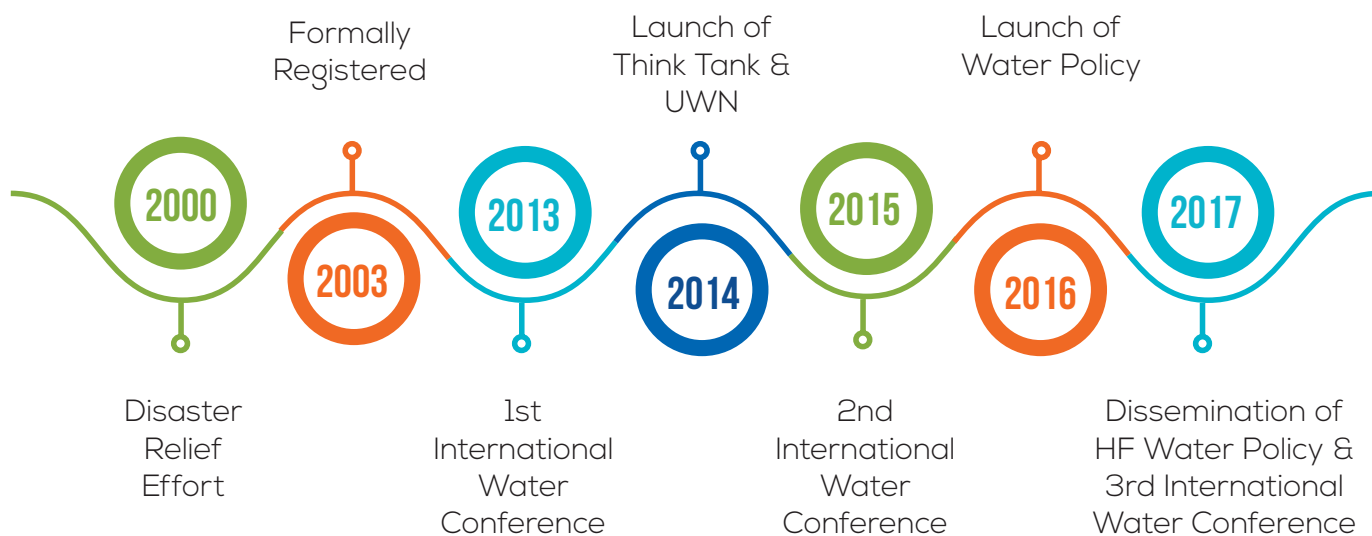 2000
Disaster
Relief
Effort
Formally
Registered
2003
2013
1st
International
Water
Conference
Launch of
Think Tank &
UWN
2014
2015
2nd
International
Water
Conference
Launch of
Water Policy
2016
2017
Dissemination of
HF Water Policy &
3rd International
Water Conference